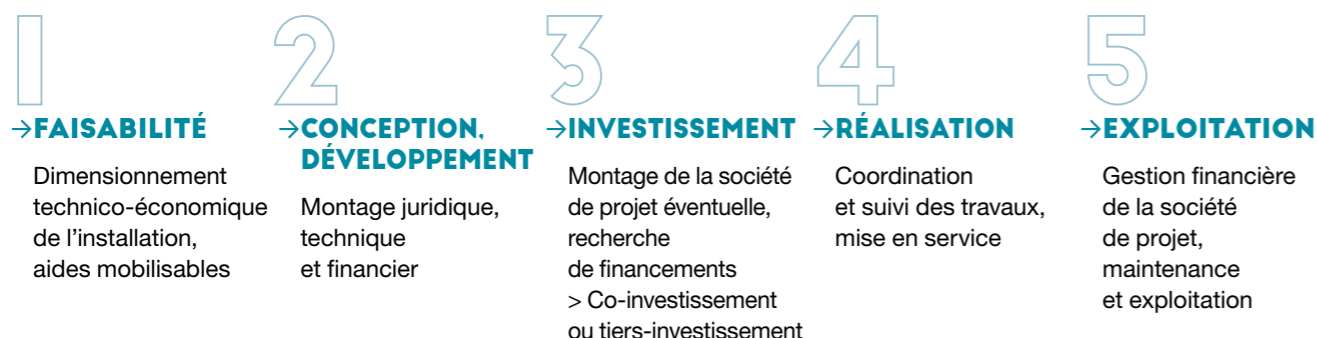 1
→FAISABILITÉ
Dimensionnement
technico-économique
de l’installation,
aides mobilisables
2
→CONCEPTION,
DÉVELOPPEMENT
Montage juridique,
technique
et financier
3
→INVESTISSEMENT
Montage de la société
de projet éventuelle,
recherche
de financements
> Co-investissement
ou tiers-investissement
4
→RÉALISATION
Coordination
et suivi des travaux,
mise en service
5
→EXPLOITATION
Gestion financière
de la société
de projet,
maintenance
et exploitation